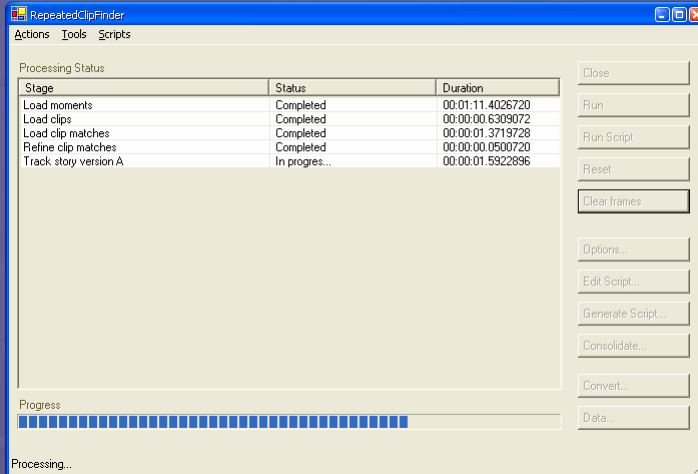 RepeatedClipFinder
Actions Tools Scripts
Processing Status
Stage Status Duration
Load moments Completed 00:01:11.4026720
Load clips Completed 00:00:00.6309072
Load clip matches Completed 00:00:01.3719728
Refine clip matches Completed 00:00:00.0500720
Track story version A In progres... 00:00:01.5922896
Close
Run
Run Script
Reset
Clear frames
Options...
Edit Script...
Generate Script...
Consolidate...
Convert...
Data...
Progress
Processing...